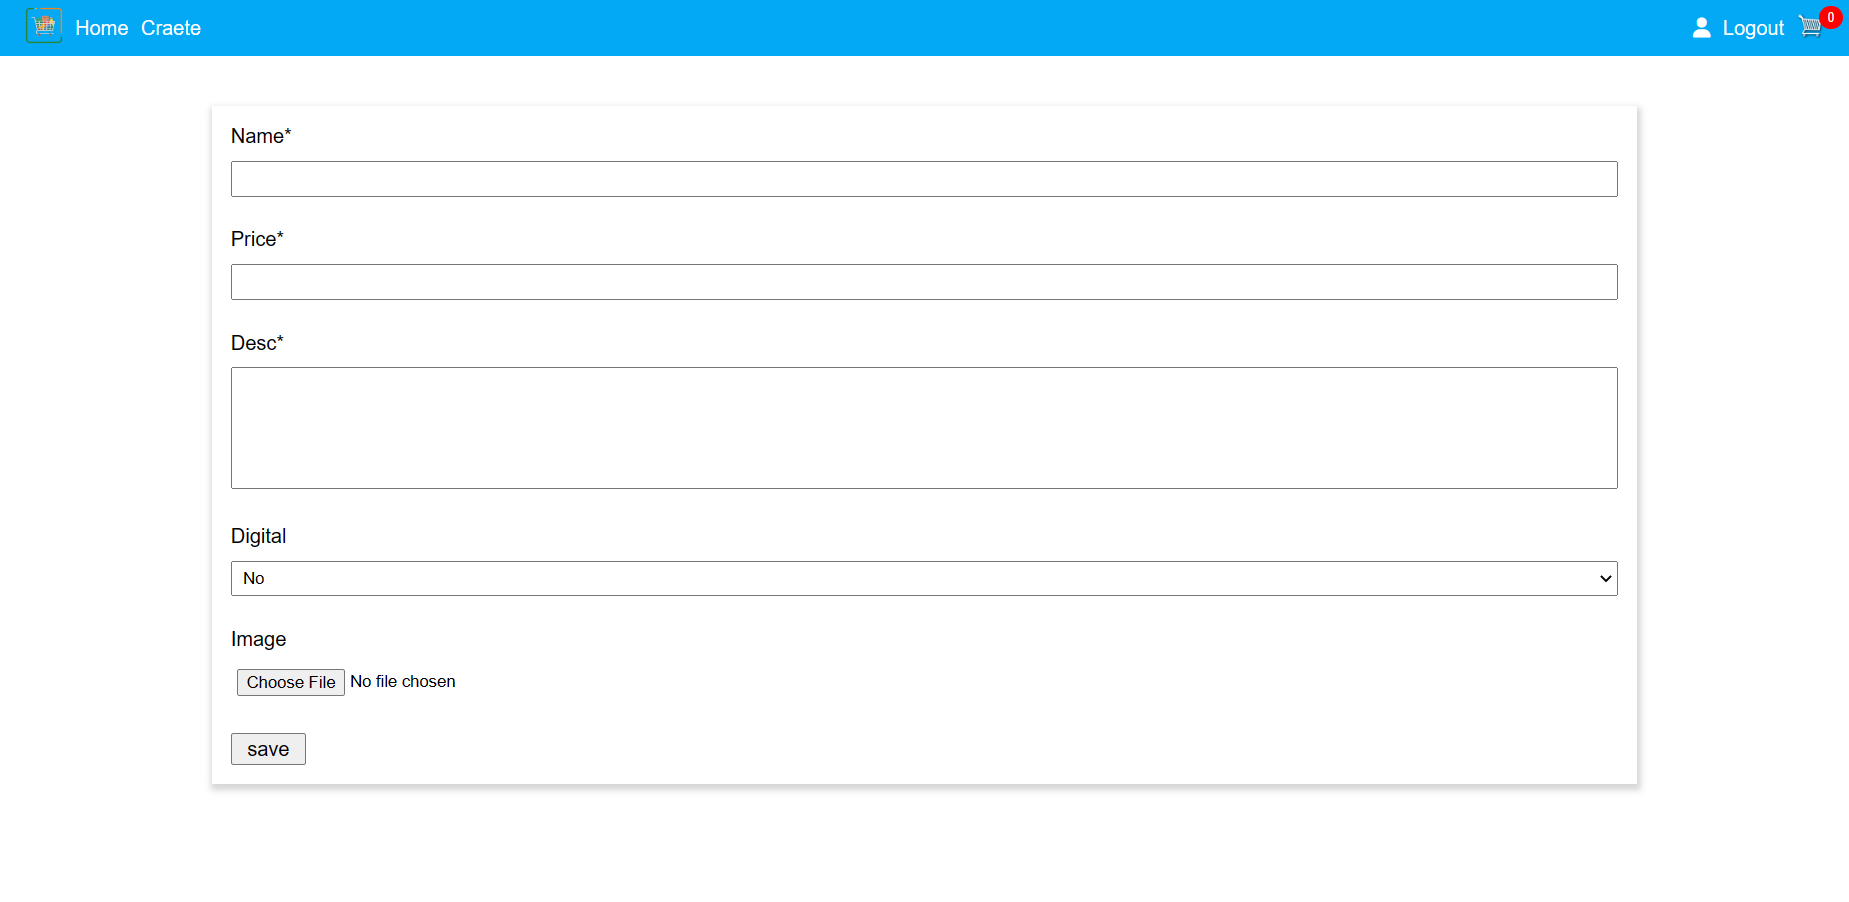 Home Craete Logout 0
Name*
Price*
Desc*
Digital
No
Image
Choose File No file chosen
save